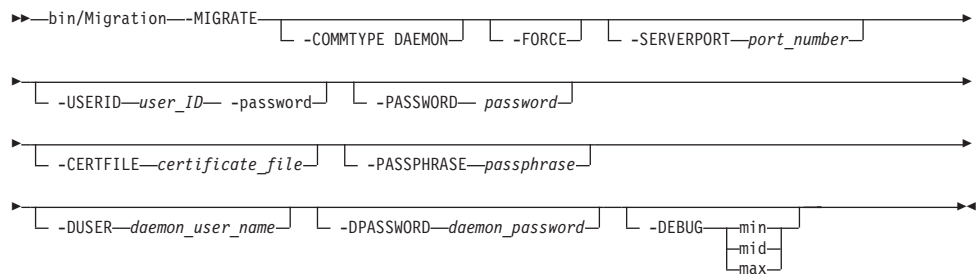 bin/Migration -MIGRATE
-COMMTYPE DAEMON -FORCE -SERVERPORT port_number
-USERID user_ID -password -PASSWORD password
-CERTFILE certificate_file -PASSPHRASE passphrase
-DUSER daemon_user_name -DPASSWORD daemon_password -DEBUG min
mid
max